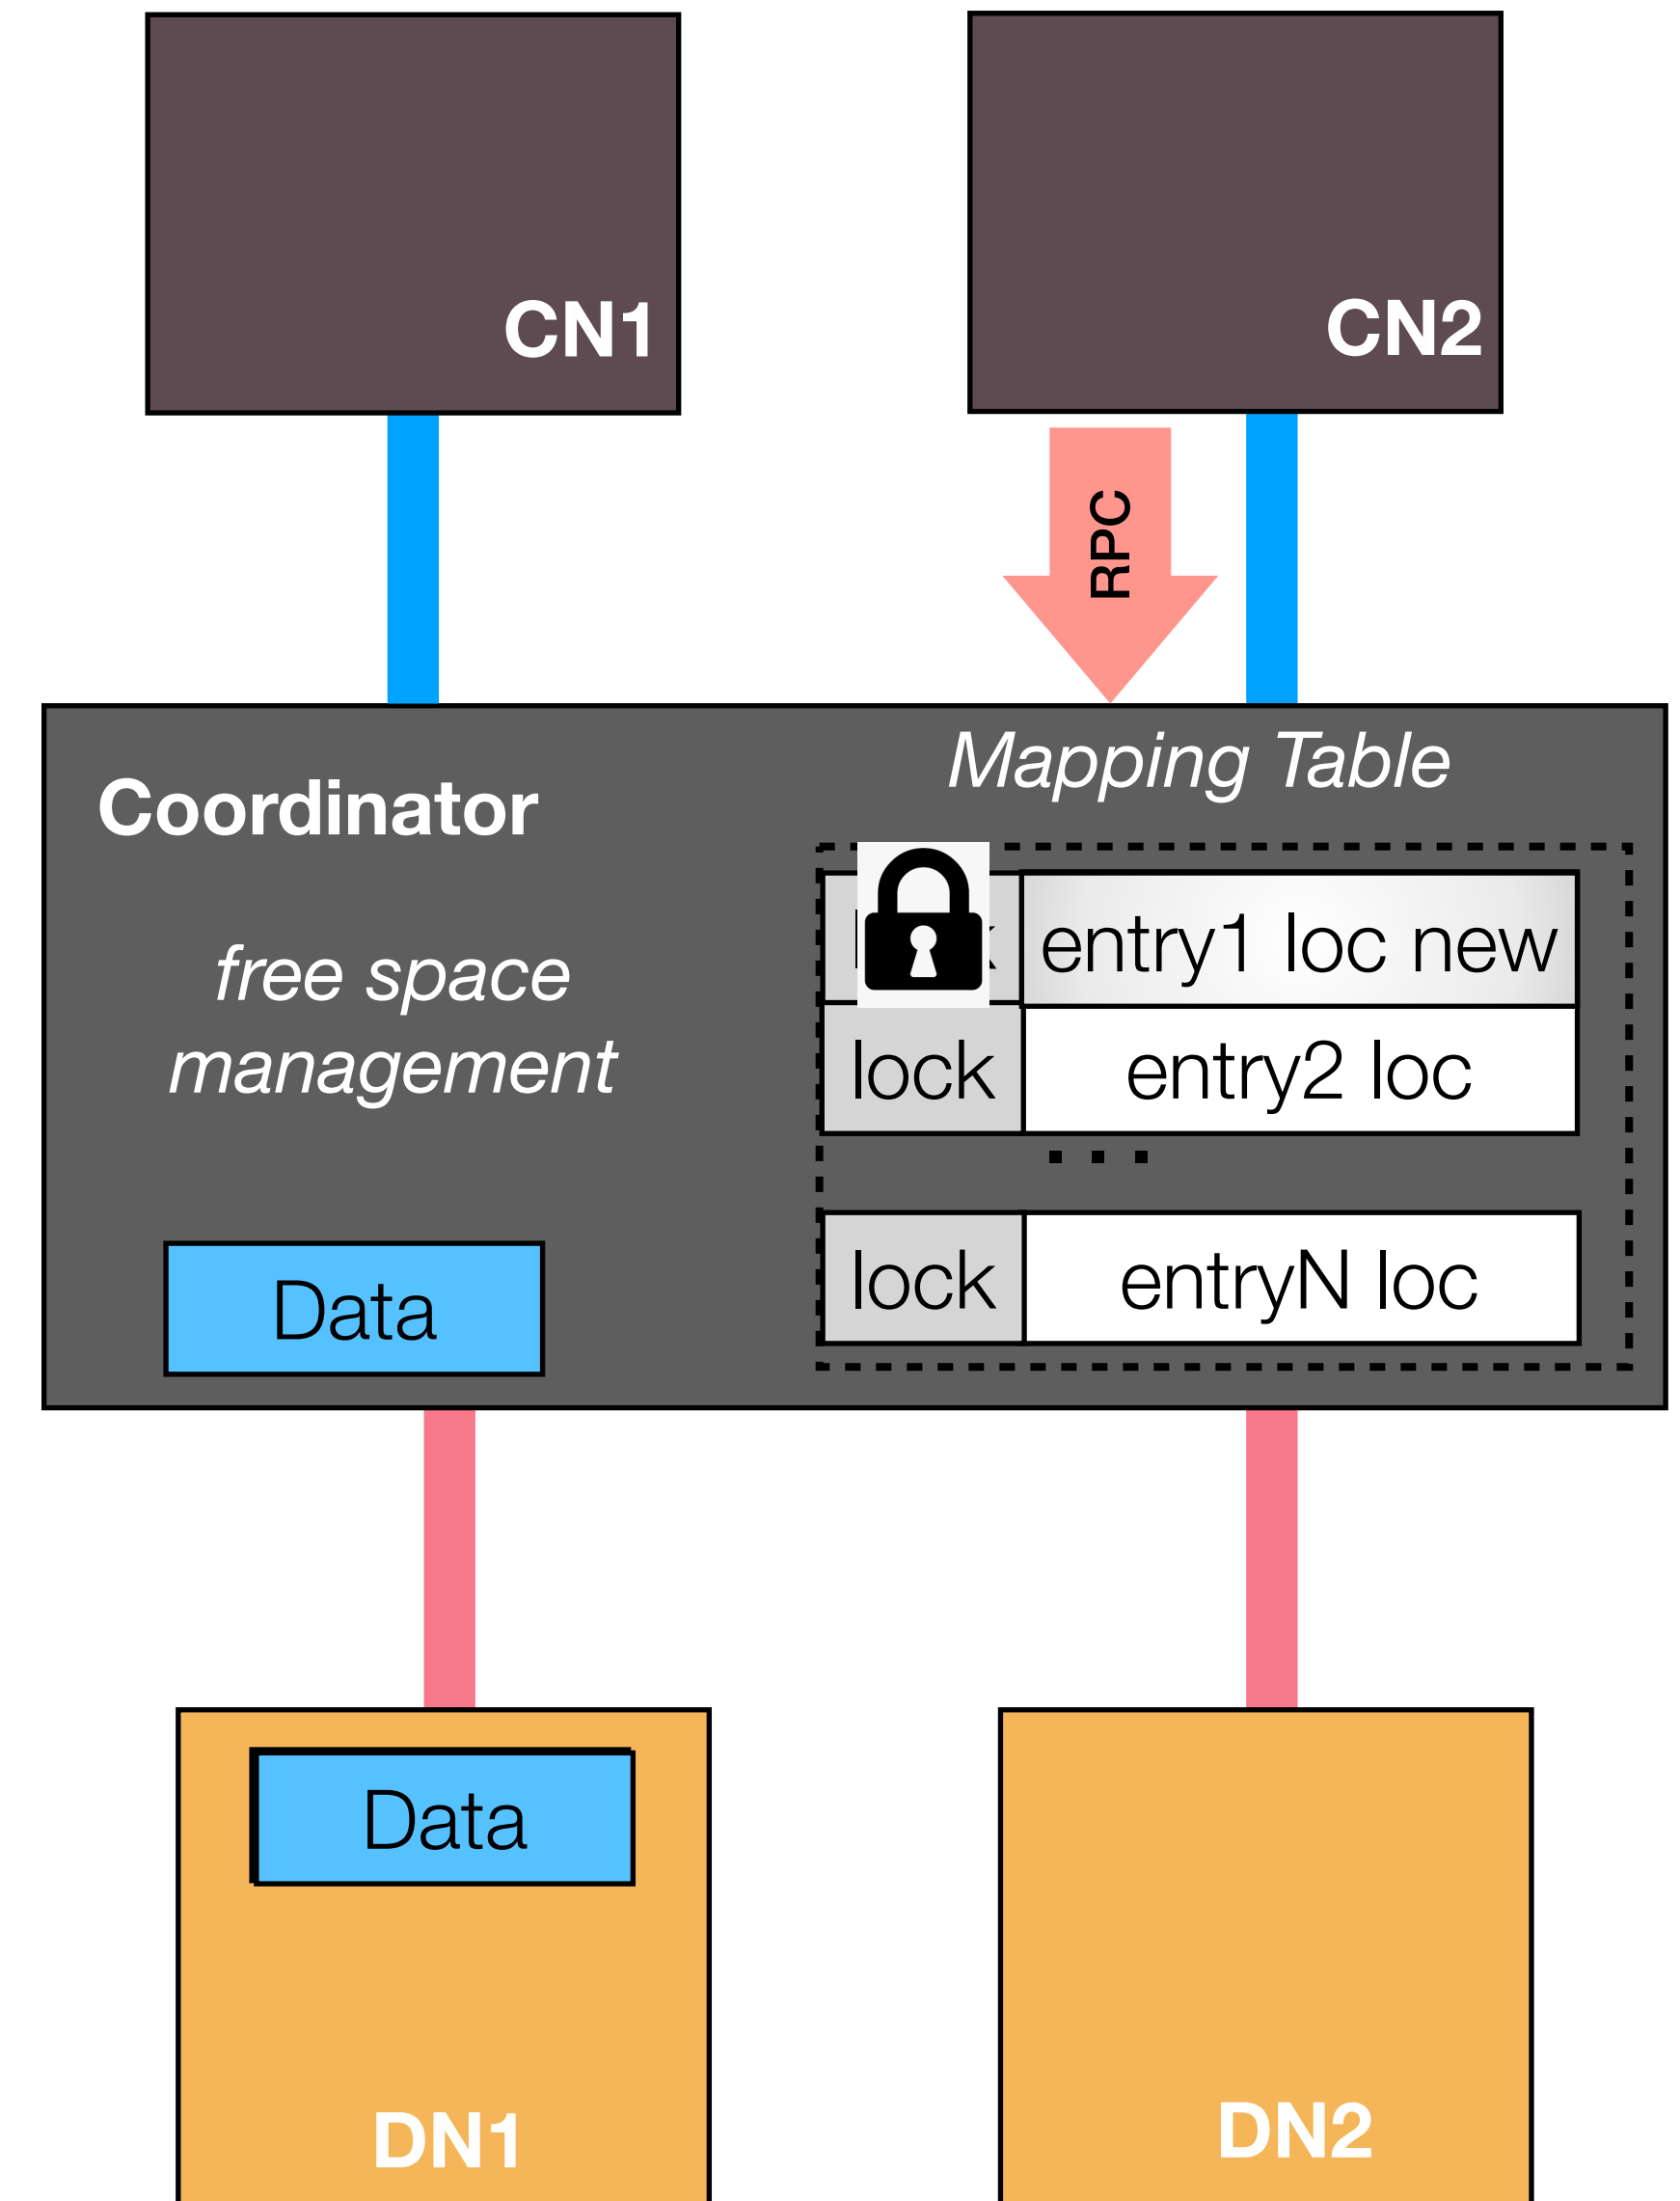 CN1
CN2
RPC
Coordinator
Mapping Table
free space
management
entry1 loc new
lock
entry2 loc
...
lock
entryN loc
Data
Data
DN1
DN2